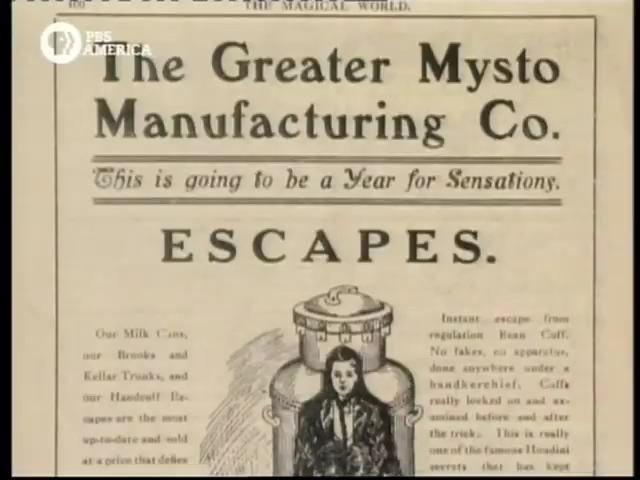 100
THE MAGICAL WORLD.
PBS
AMERICA
The Greater Mysto
Manufacturing Co.
This is going to be a Year for Sensations.
ESCAPES.
Our Milk Cans,
our Brooks and
Kellar Trunks, and
our Handcuff Es-
capes are the most
up-to-date and sold
at a price that defies
Instant escape from
regulation Bean Cuff.
No fakes, no apparatus,
done anywhere under a
handkerchief. Cuffs
really locked on and ex-
amined before and after
the trick. This is really
one of the famous Houdini
secrets that has kept